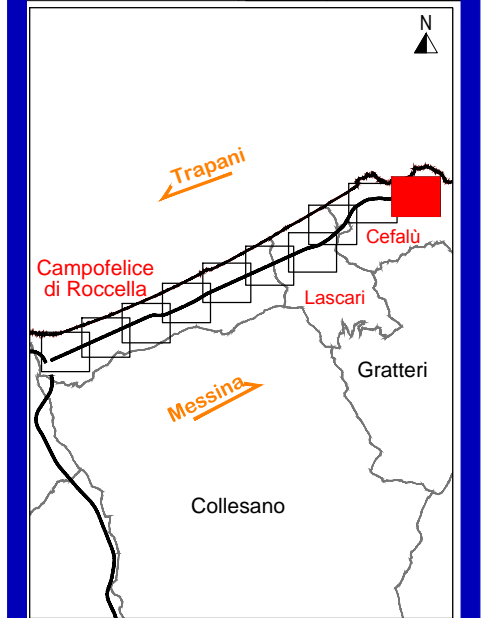 N
Trapani
Cefalù
Campofelice
di Roccella
Lascari
Gratteri
Messina
Collesano